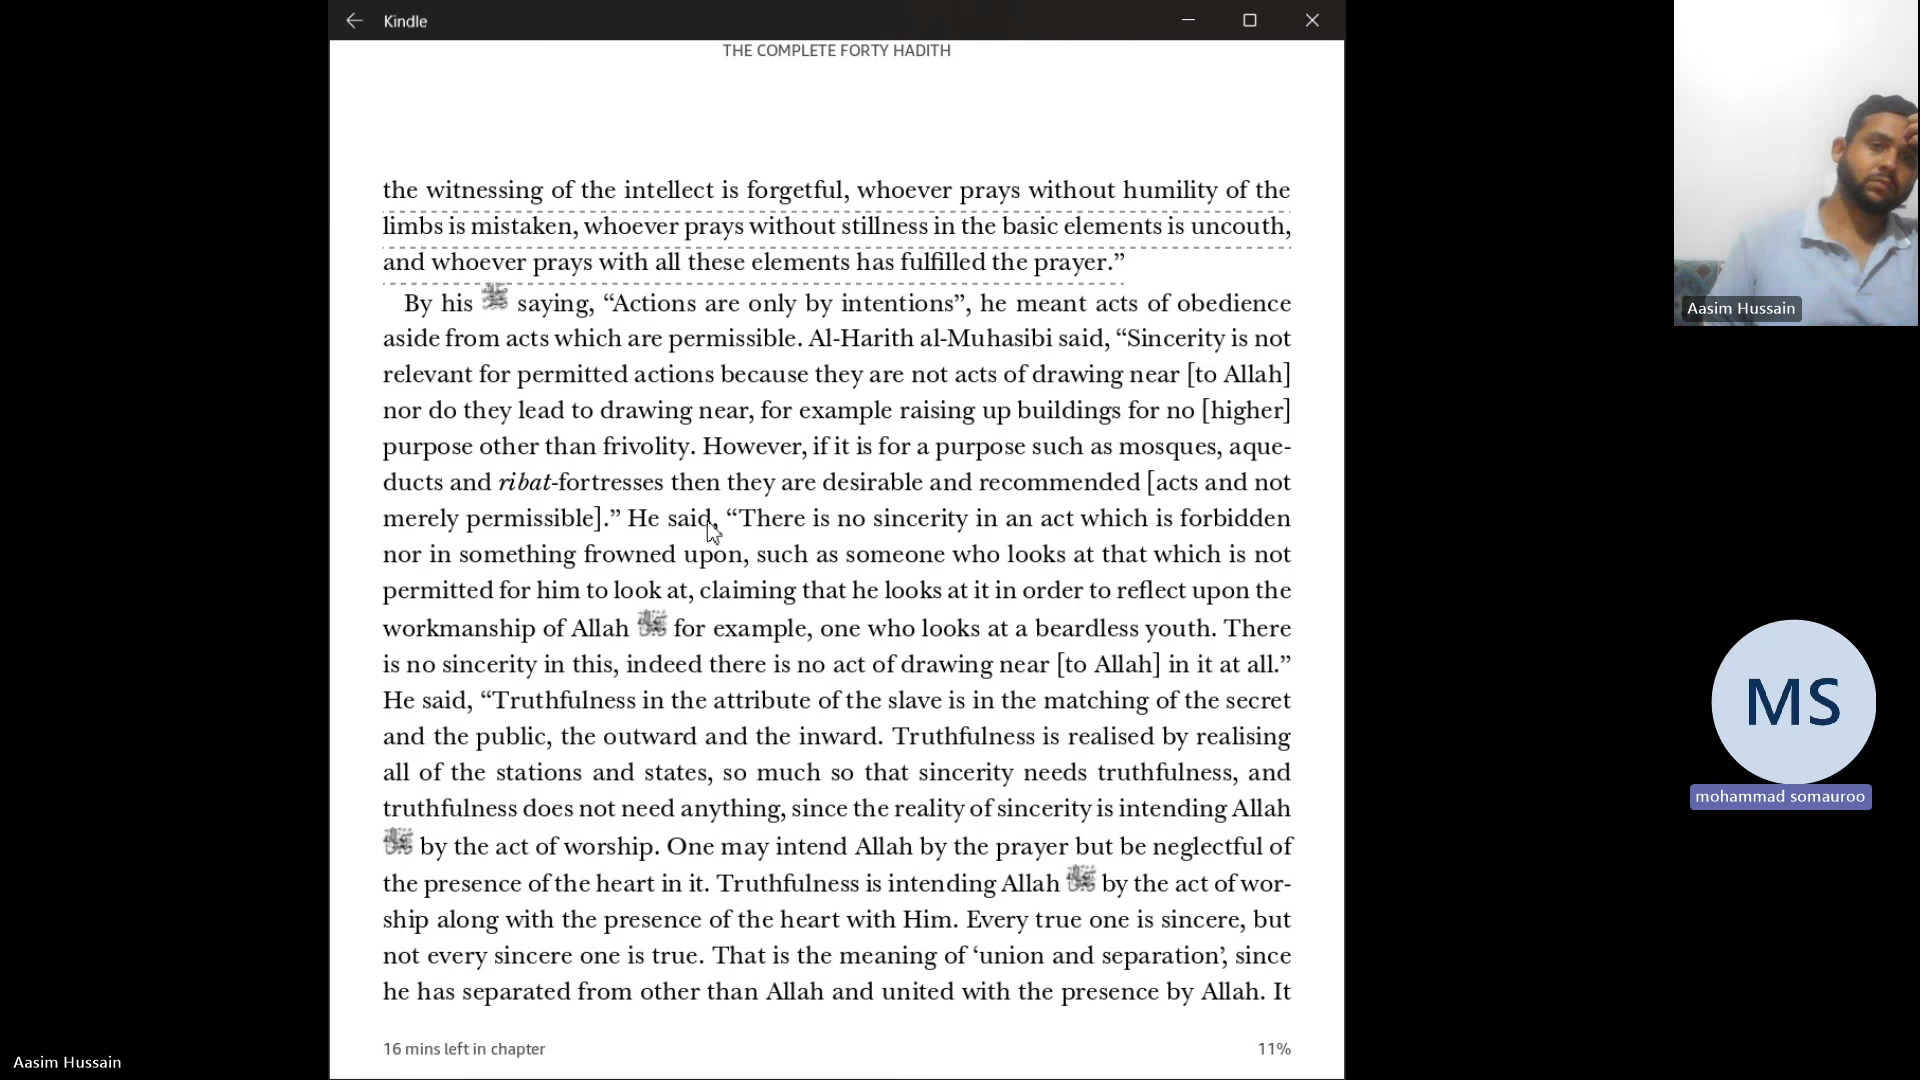 Kindle
THE COMPLETE FORTY HADITH
the witnessing of the intellect is forgetful, whoever prays without humility of the
limbs is mistaken, whoever prays without stillness in the basic elements is uncouth,
and whoever prays with all these elements has fulfilled the prayer.”
By his saying, “Actions are only by intentions”, he meant acts of obedience
aside from acts which are permissible. Al-Harith al-Muhasibi said, “Sincerity is not
relevant for permitted actions because they are not acts of drawing near [to Allah]
nor do they lead to drawing near, for example raising up buildings for no [higher]
purpose other than frivolity. However, if it is for a purpose such as mosques, aque-
ducts and ribat-fortresses then they are desirable and recommended [acts and not
merely permissible].” He said, “There is no sincerity in an act which is forbidden
nor in something frowned upon, such as someone who looks at that which is not
permitted for him to look at, claiming that he looks at it in order to reflect upon the
workmanship of Allah for example, one who looks at a beardless youth. There
is no sincerity in this, indeed there is no act of drawing near [to Allah] in it at all.”
He said, “Truthfulness in the attribute of the slave is in the matching of the secret
and the public, the outward and the inward. Truthfulness is realised by realising
all of the stations and states, so much so that sincerity needs truthfulness, and
truthfulness does not need anything, since the reality of sincerity is intending Allah
by the act of worship. One may intend Allah by the prayer but be neglectful of
the presence of the heart in it. Truthfulness is intending Allah by the act of wor-
ship along with the presence of the heart with Him. Every true one is sincere, but
not every sincere one is true. That is the meaning of ‘union and separation’, since
he has separated from other than Allah and united with the presence by Allah. It
16 mins left in chapter
11%
Aasim Hussain
MS
mohammad somauroo
Aasim Hussain